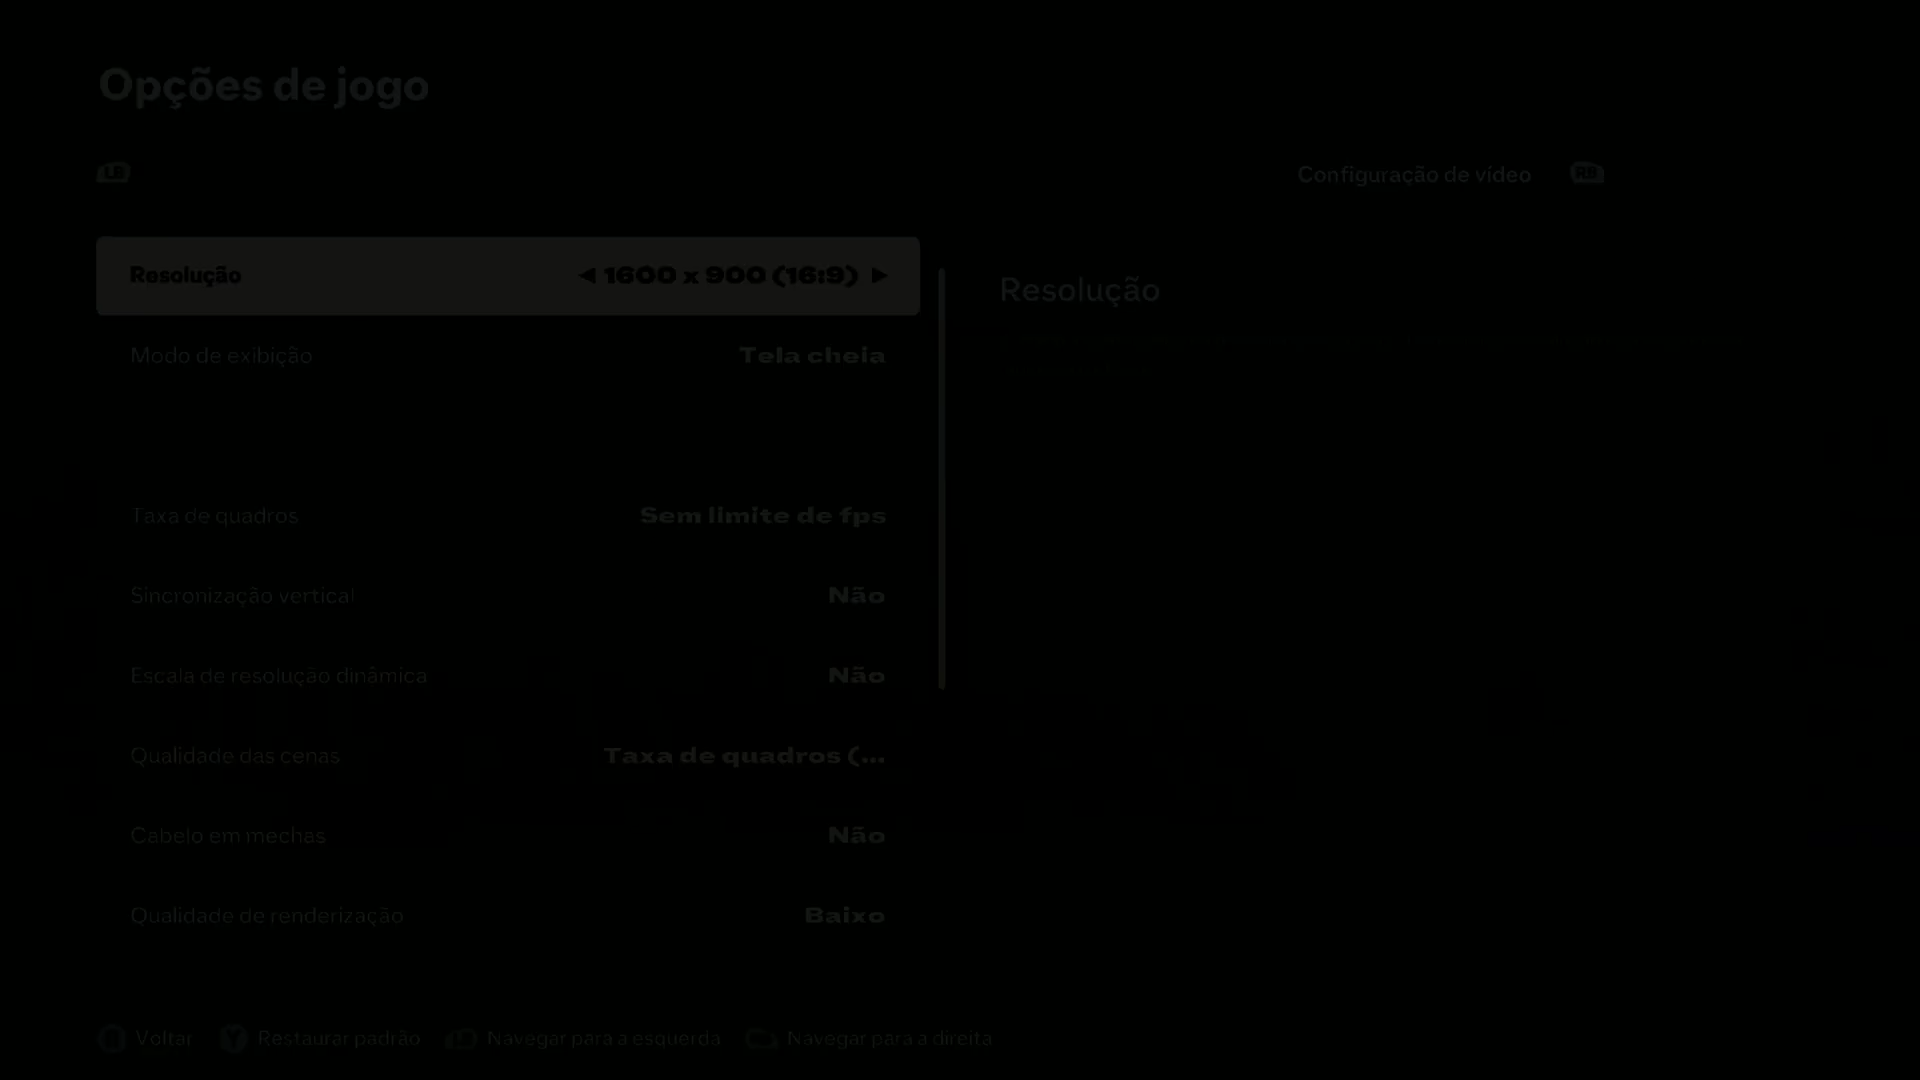 Opções de jogo
LB
Configuração de vídeo
RB
Resolução
1600 x 900 (16:9)
Resolução
Modo de exibição
Tela cheia
Taxa de quadros
Sem limite de fps
Sincronização vertical
Não
Escala de resolução dinâmica
Não
Qualidade das cenas
Taxa de quadros (...
Cabelo em mechas
Não
Qualidade de renderização
Baixo
Voltar
Y
Restaurar padrão
Navegar para a esquerda
Navegar para a direita